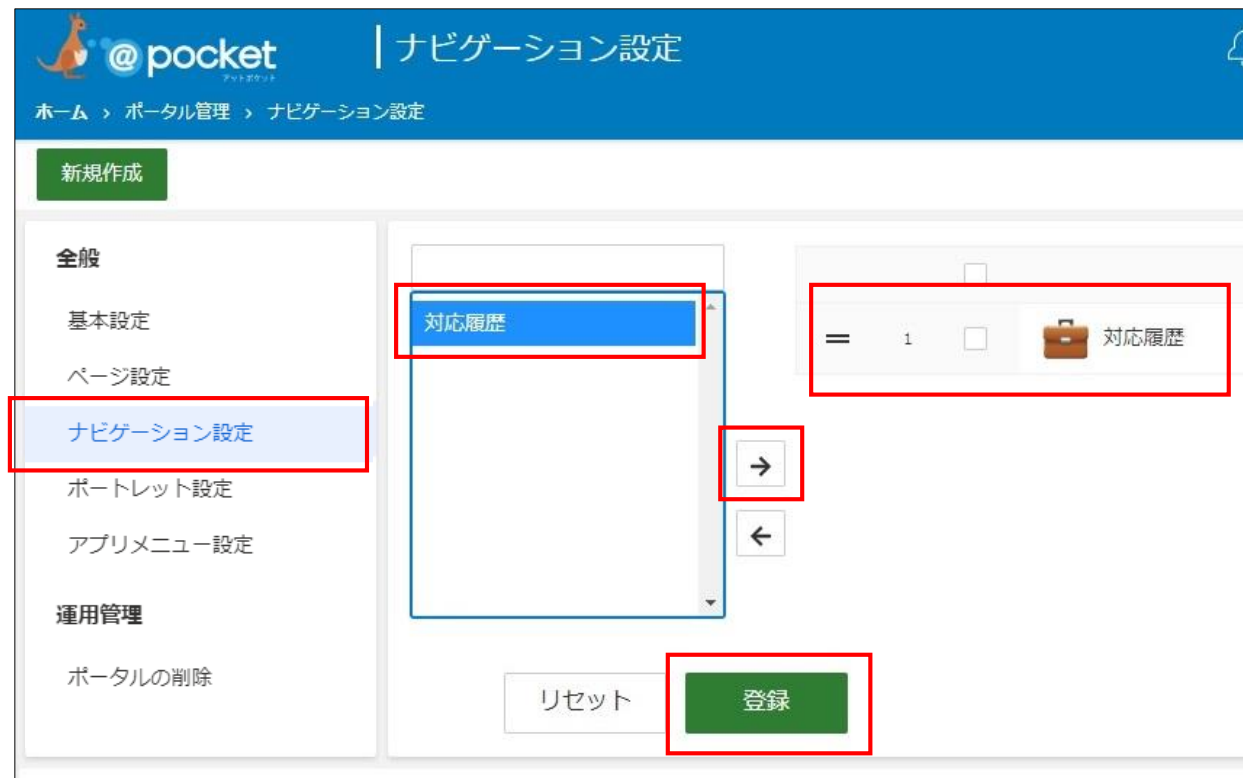 @pocket
アットポケット
ナビゲーション設定
ホーム > ポータル管理 > ナビゲーション設定
新規作成
全般
基本設定
ページ設定
ナビゲーション設定
ポートレット設定
アプリメニュー設定
運用管理
ポータルの削除
対応履歴
1 対応履歴
リセット
登録